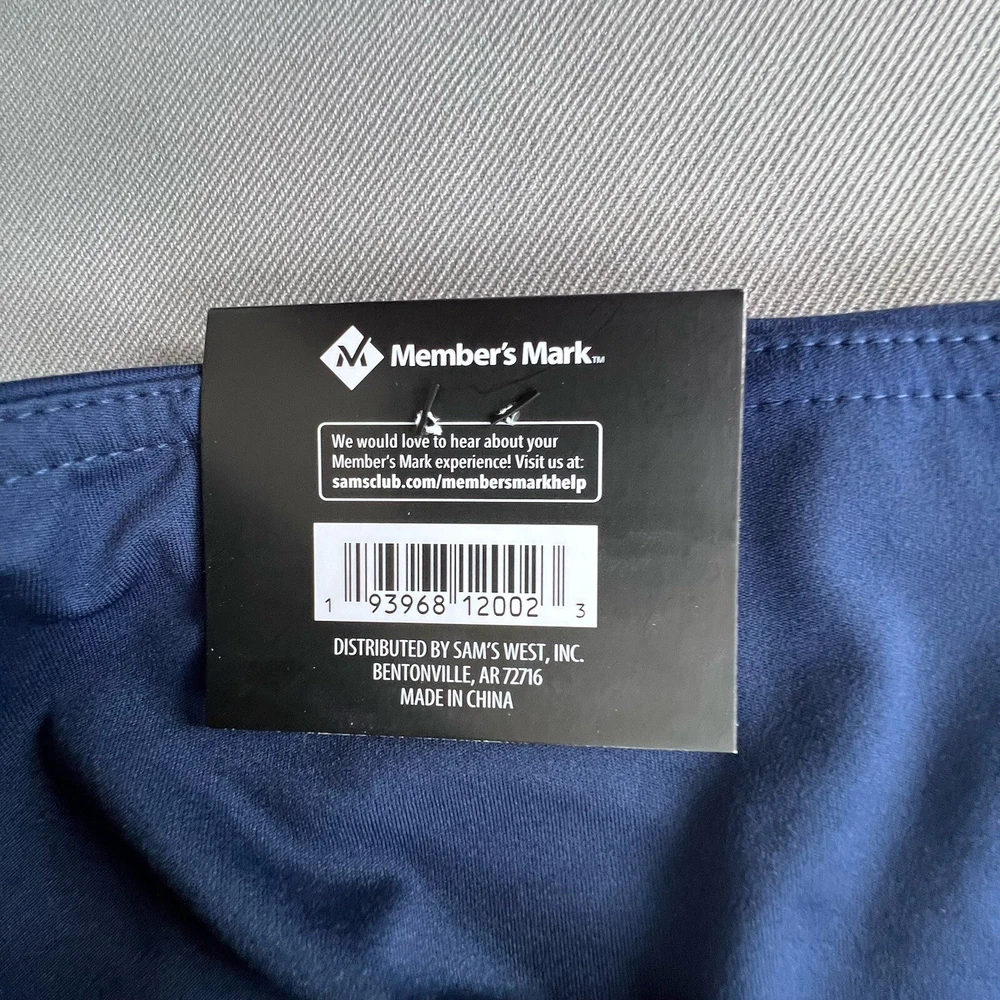 Member's Mark™
We would love to hear about your
Member's Mark experience! Visit us at:
samsclub.com/membersmarkhelp
1 93968 12002 3
DISTRIBUTED BY SAM'S WEST, INC.
BENTONVILLE, AR 72716
MADE IN CHINA